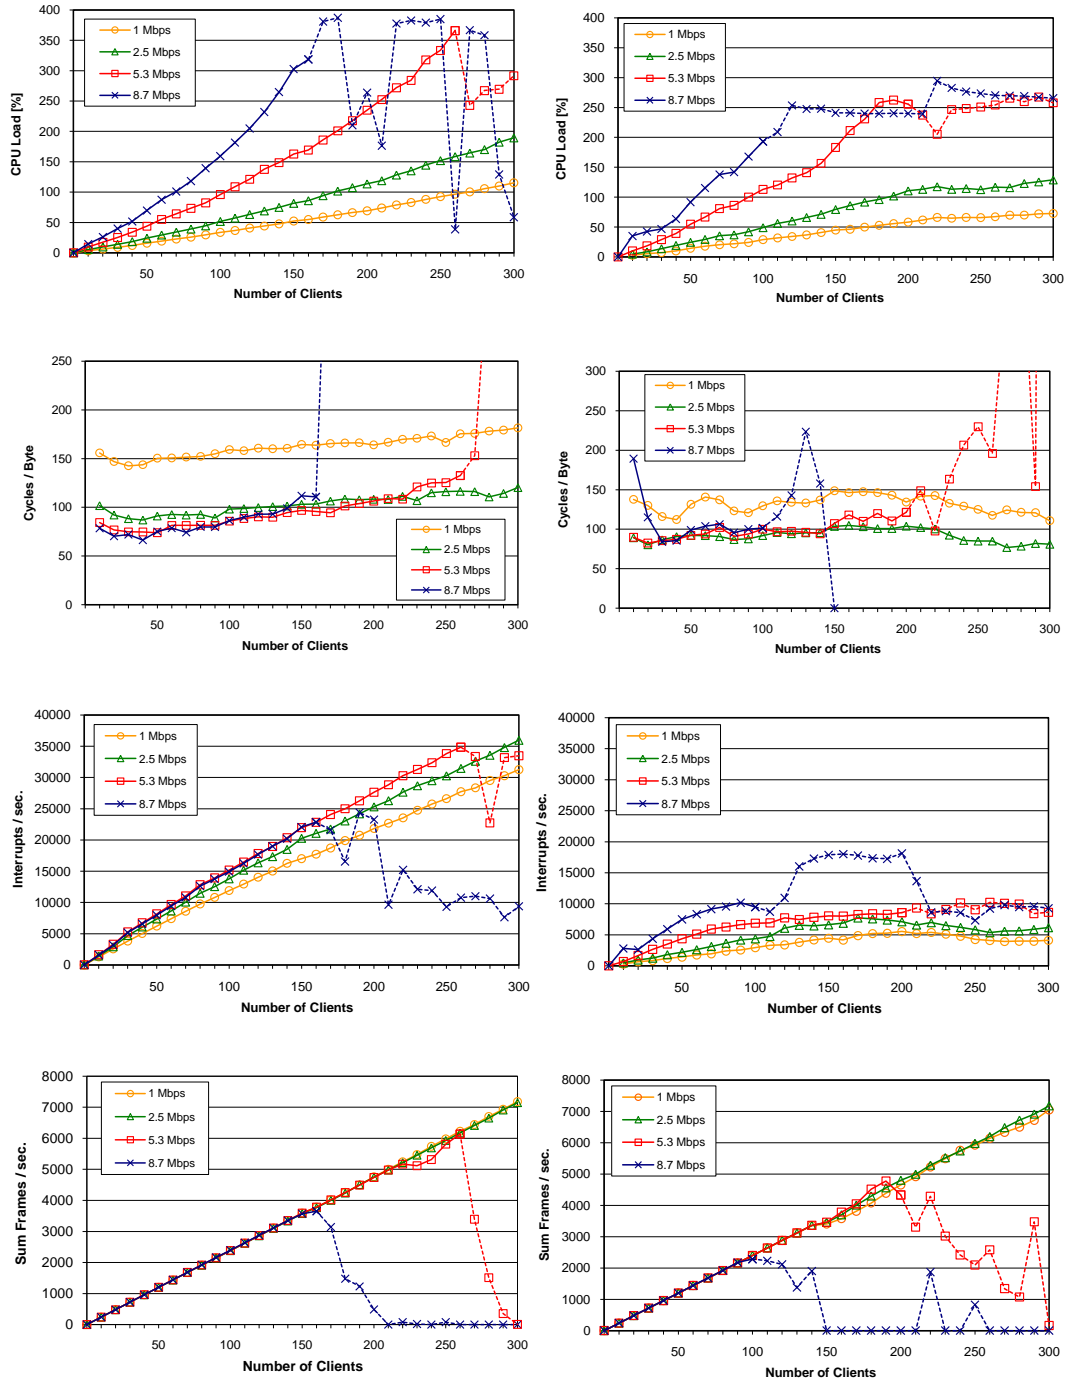 CPU Load [%]
400
350
300
250
200
150
100
50
0
1 Mbps
2.5 Mbps
5.3 Mbps
8.7 Mbps
50 100 150 200 250 300
Number of Clients
CPU Load [%]
400
350
300
250
200
150
100
50
0
1 Mbps
2.5 Mbps
5.3 Mbps
8.7 Mbps
50 100 150 200 250 300
Number of Clients
Cycles / Byte
250
200
150
100
50
0
1 Mbps
2.5 Mbps
5.3 Mbps
8.7 Mbps
50 100 150 200 250 300
Number of Clients
Cycles / Byte
300
250
200
150
100
50
0
1 Mbps
2.5 Mbps
5.3 Mbps
8.7 Mbps
50 100 150 200 250 300
Number of Clients
Interrupts / sec.
40000
35000
30000
25000
20000
15000
10000
5000
0
1 Mbps
2.5 Mbps
5.3 Mbps
8.7 Mbps
50 100 150 200 250 300
Number of Clients
Interrupts / sec.
40000
35000
30000
25000
20000
15000
10000
5000
0
1 Mbps
2.5 Mbps
5.3 Mbps
8.7 Mbps
50 100 150 200 250 300
Number of Clients
Sum Frames / sec.
8000
7000
6000
5000
4000
3000
2000
1000
0
1 Mbps
2.5 Mbps
5.3 Mbps
8.7 Mbps
50 100 150 200 250 300
Number of Clients
Sum Frames / sec.
8000
7000
6000
5000
4000
3000
2000
1000
0
1 Mbps
2.5 Mbps
5.3 Mbps
8.7 Mbps
50 100 150 200 250 300
Number of Clients